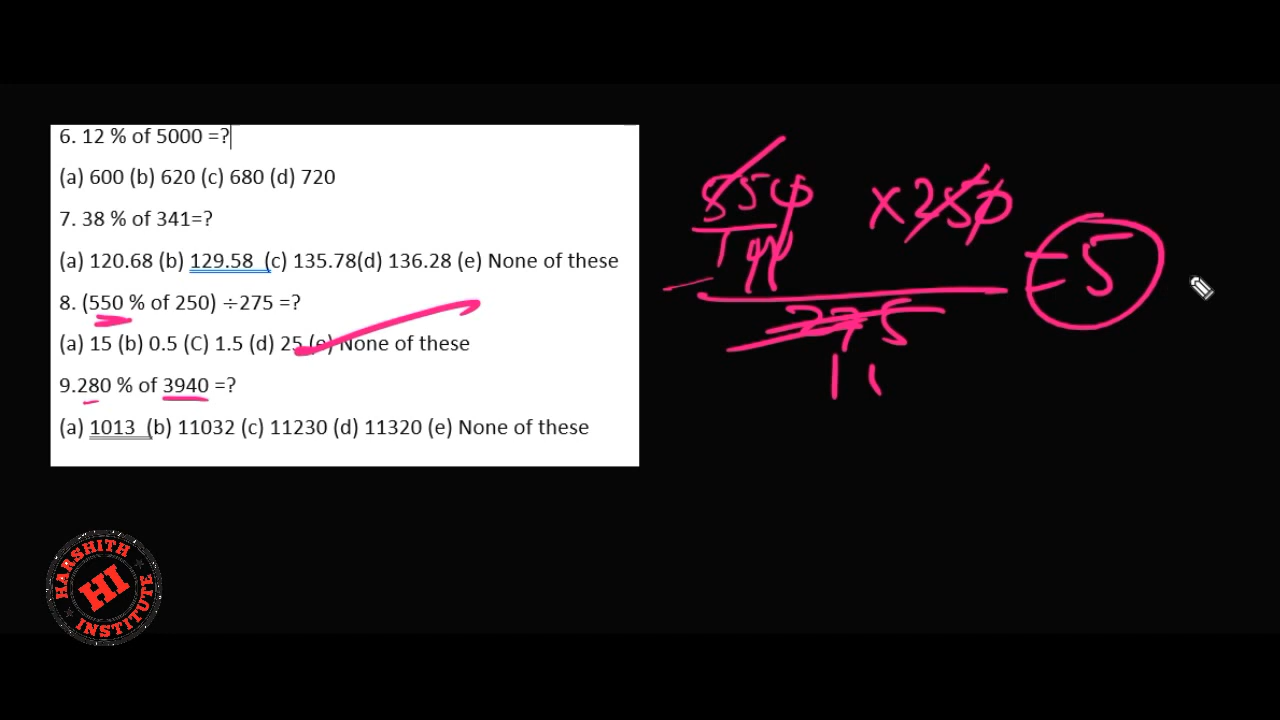 6. 12 % of 5000 =?
(a) 600 (b) 620 (c) 680 (d) 720
7. 38 % of 341=?
(a) 120.68 (b) 129.58 (c) 135.78(d) 136.28 (e) None of these
8. (550 % of 250) ÷275 =?
(a) 15 (b) 0.5 (C) 1.5 (d) 25 (e) None of these
9.280 % of 3940 =?
(a) 1013 (b) 11032 (c) 11230 (d) 11320 (e) None of these
550 × 250
100
= 5
275
11
HARSHITH
HI
INSTITUTE